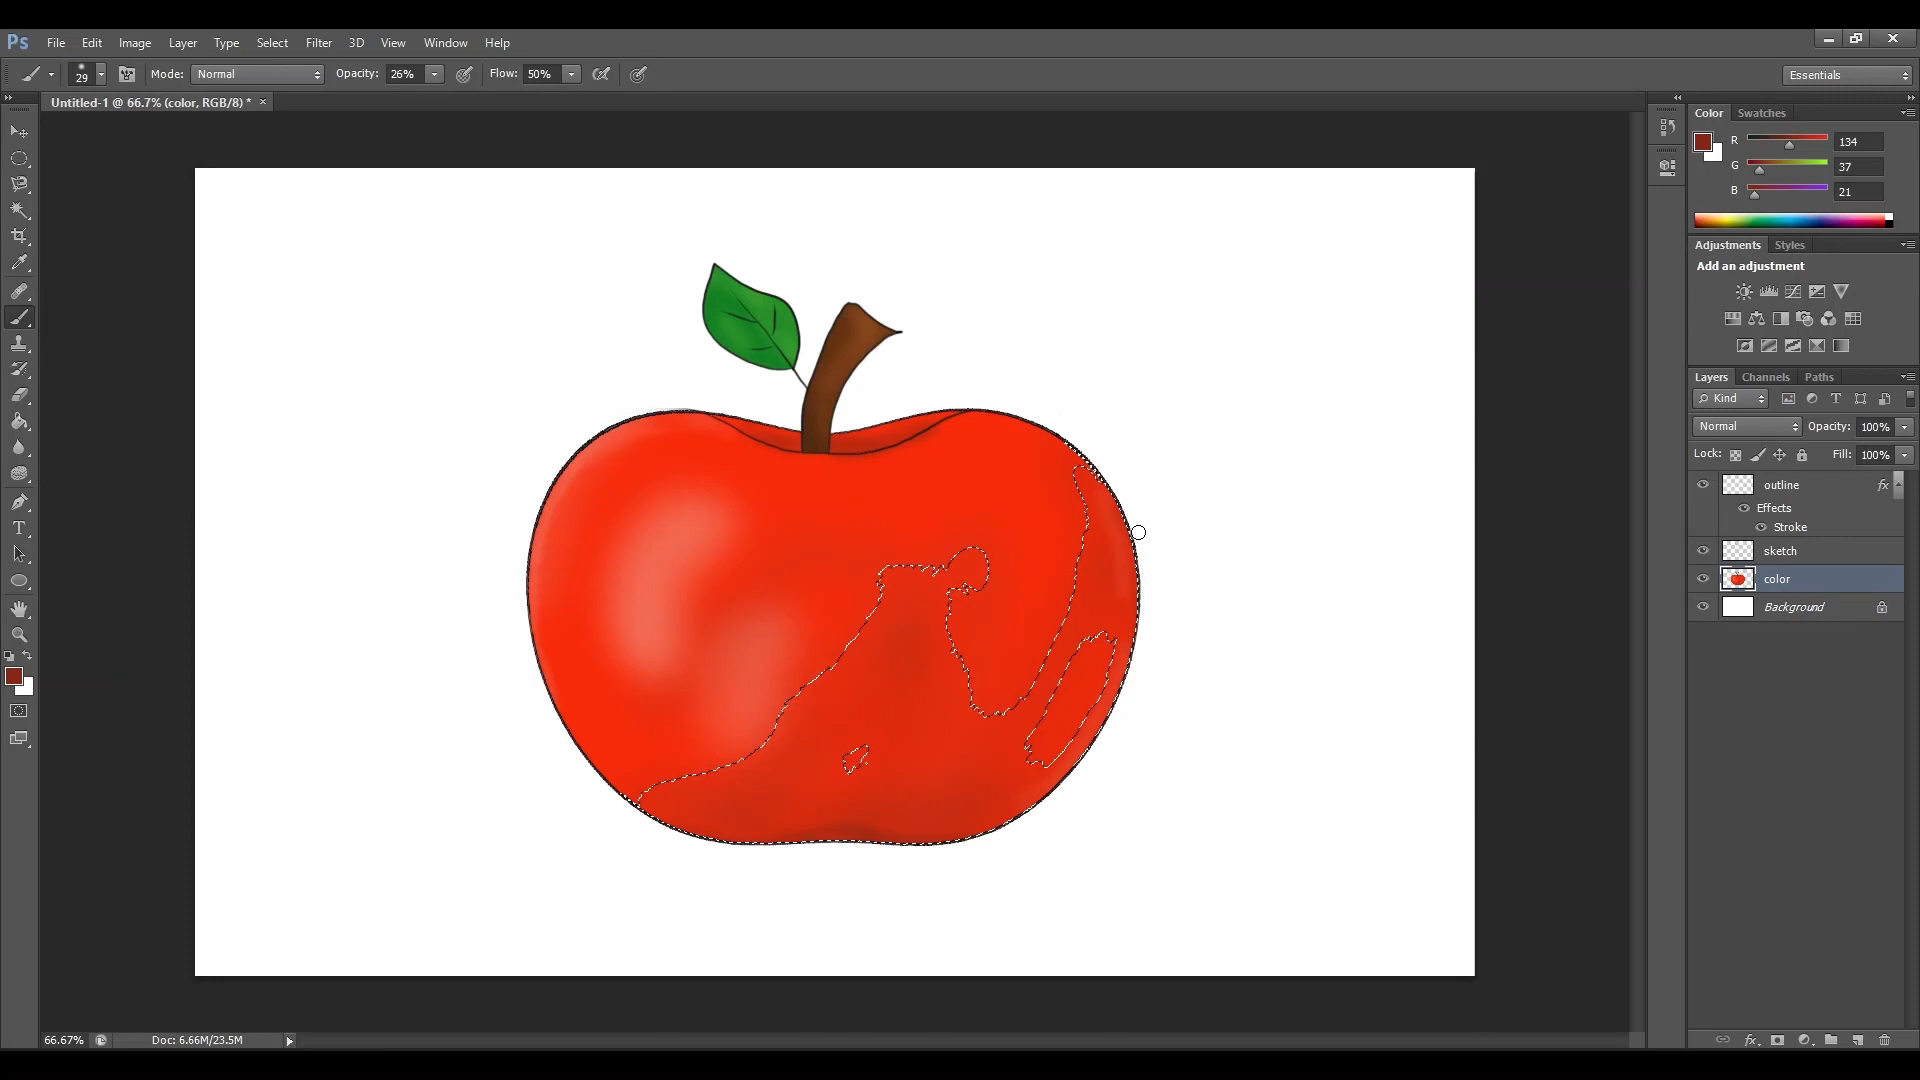 Ps File Edit Image Layer Type Select Filter 3D View Window Help
29 Mode: Normal Opacity: 26% Flow: 50% Essentials
Untitled-1 @ 66.7% (color, RGB/8) * ×
Color Swatches
R 134
G 37
B 21
Adjustments Styles
Add an adjustment
Layers Channels Paths
Kind T
Normal Opacity: 100%
Lock: Fill: 100%
outline fx
Effects
Stroke
sketch
color
Background
T
66.67% Doc: 6.66M/23.5M
fx